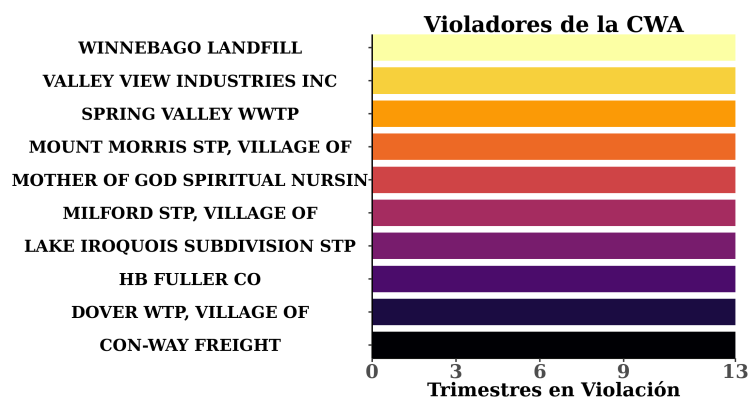 Violadores de la CWA
WINNEBAGO LANDFILL
VALLEY VIEW INDUSTRIES INC
SPRING VALLEY WWTP
MOUNT MORRIS STP, VILLAGE OF
MOTHER OF GOD SPIRITUAL NURSIN
MILFORD STP, VILLAGE OF
LAKE IROQUOIS SUBDIVISION STP
HB FULLER CO
DOVER WTP, VILLAGE OF
CON-WAY FREIGHT
0 3 6 9 13
Trimestres en Violación